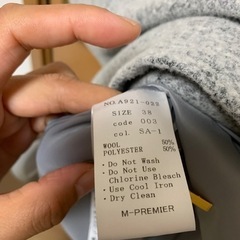 NO.A921-022
SIZE 38
code 003
col. SA-1
WOOL 50%
POLYESTER 50%
・Do Not Wash
・Do Not Use
Chlorine Bleach
・Use Cool Iron
・Dry Clean
M-PREMIER